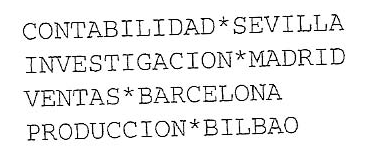 CONTABILIDAD*SEVILLA
INVESTIGACION*MADRID
VENTAS*BARCELONA
PRODUCCION*BILBAO